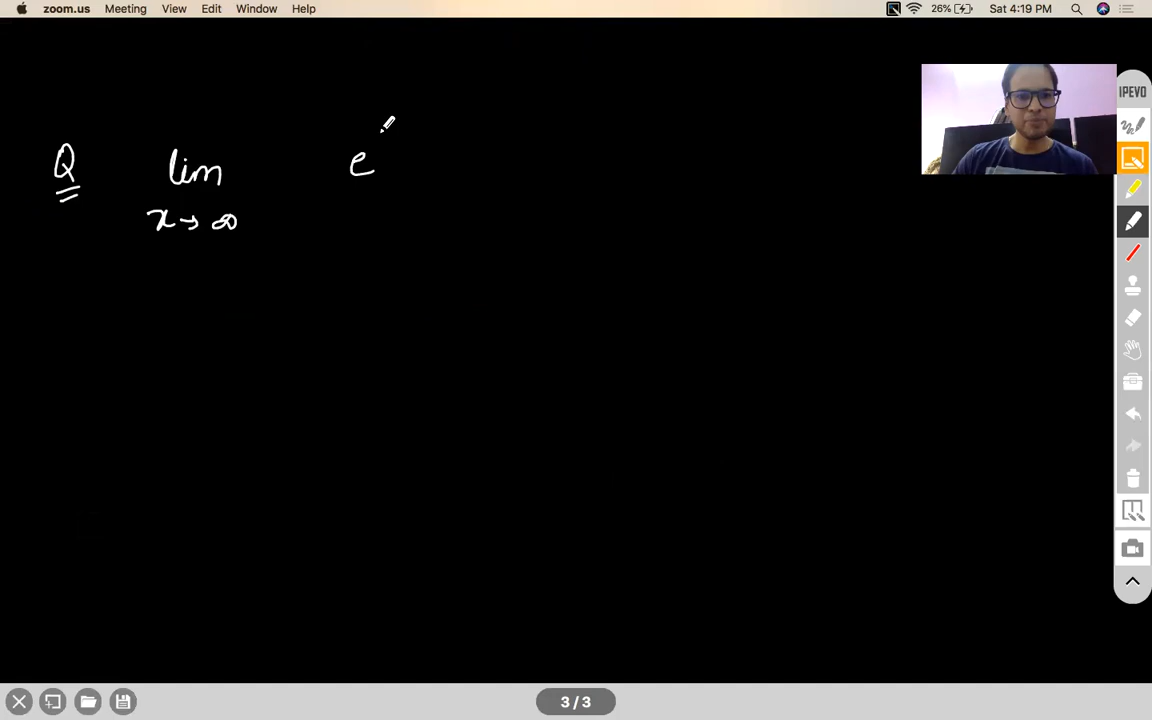 zoom.us Meeting View Edit Window Help 26% Sat 4:19 PM
IPEVO
Q lim e
x → ∞
3 / 3